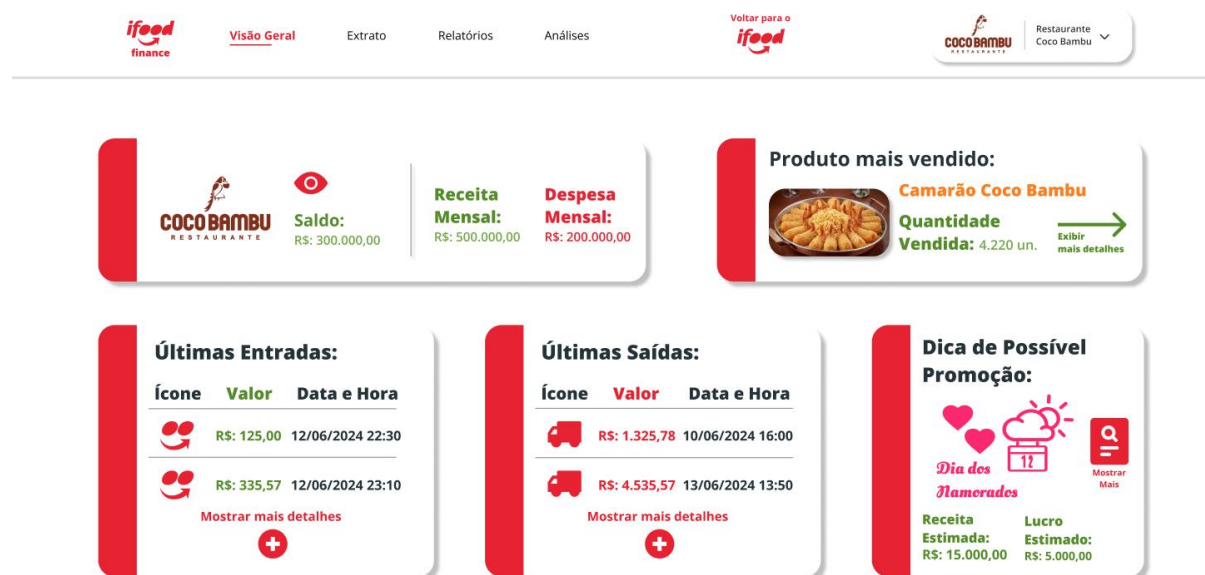 ifood
finance
Visão Geral
Extrato
Relatórios
Análises
Voltar para o
ifood
COCO BAMBU
RESTAURANTE
Restaurante
Coco Bambu
COCO BAMBU
RESTAURANTE
Saldo:
R$: 300.000,00
Receita
Mensal:
R$: 500.000,00
Despesa
Mensal:
R$: 200.000,00
Produto mais vendido:
Camarão Coco Bambu
Quantidade
Vendida: 4.220 un.
Exibir
mais detalhes
Últimas Entradas:
Ícone Valor Data e Hora
R$: 125,00 12/06/2024 22:30
R$: 335,57 12/06/2024 23:10
Mostrar mais detalhes
Últimas Saídas:
Ícone Valor Data e Hora
R$: 1.325,78 10/06/2024 16:00
R$: 4.535,57 13/06/2024 13:50
Mostrar mais detalhes
Dica de Possível
Promoção:
12
Dia dos
Namorados
Mostrar
Mais
Receita
Estimada:
R$: 15.000,00
Lucro
Estimado:
R$: 5.000,00